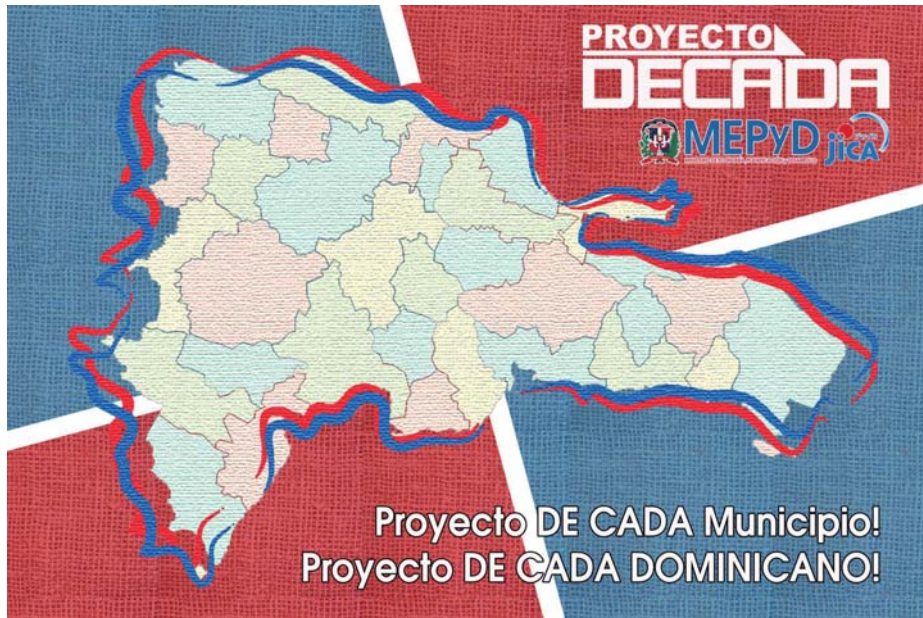 PROYECTO
DECADA
MEPyD
jICA
Proyecto DE CADA Municipio!
Proyecto DE CADA DOMINICANO!